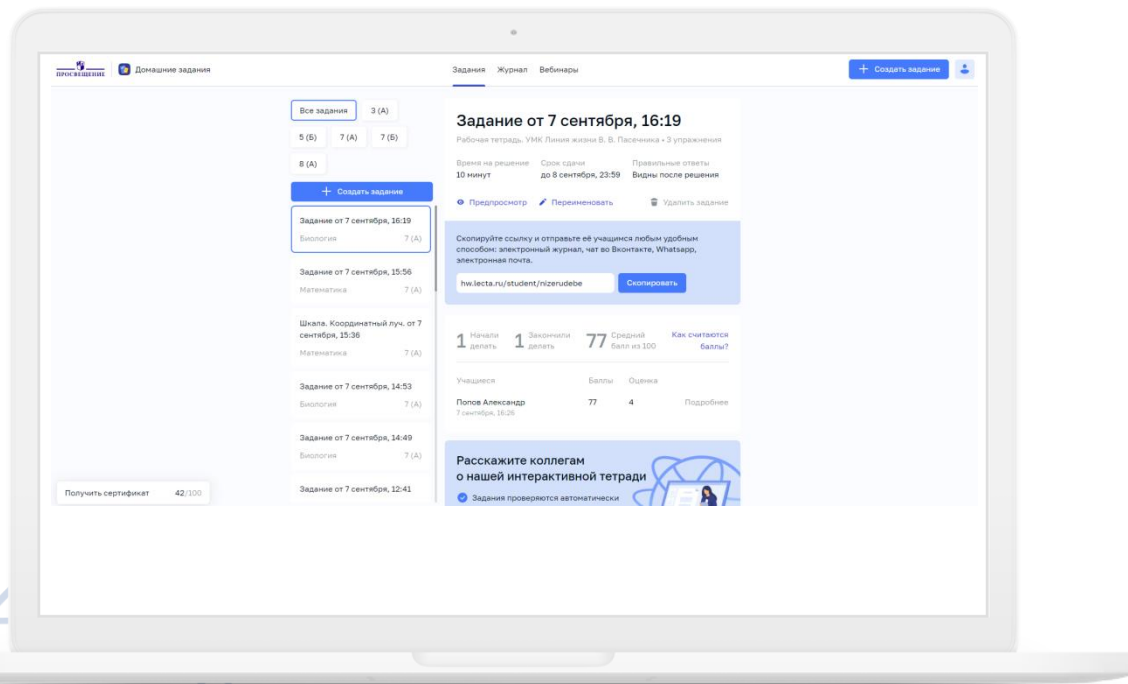 ПРОСВЕЩЕНИЕ
Домашние задания
Задания Журнал Вебинары
+ Создать задание
Все задания 3 (А)
5 (Б) 7 (А) 7 (Б)
8 (А)
+ Создать задание
Задание от 7 сентября, 16:19
Биология 7 (А)
Задание от 7 сентября, 15:56
Математика 7 (А)
Шкала. Координатный луч. от 7
сентября, 15:36
Математика 7 (А)
Задание от 7 сентября, 14:53
Биология 7 (А)
Задание от 7 сентября, 14:49
Биология 7 (А)
Задание от 7 сентября, 12:41
Получить сертификат 42/100
Задание от 7 сентября, 16:19
Рабочая тетрадь. УМК Линия жизни В. В. Пасечника • 3 упражнения
Время на решение Срок сдачи Правильные ответы
10 минут до 8 сентября, 23:59 Видны после решения
Предпросмотр Переименовать Удалить задание
Скопируйте ссылку и отправьте её учащимся любым удобным
способом: электронный журнал, чат во Вконтакте, Whatsapp,
электронная почта.
hw.lecta.ru/student/nizerudebe Скопировать
1 Начали делать 1 Закончили делать 77 Средний балл из 100 Как считаются баллы?
Учащиеся Баллы Оценка
Попов Александр 77 4 Подробнее
7 сентября, 16:26
Расскажите коллегам
о нашей интерактивной тетради
Задания проверяются автоматически